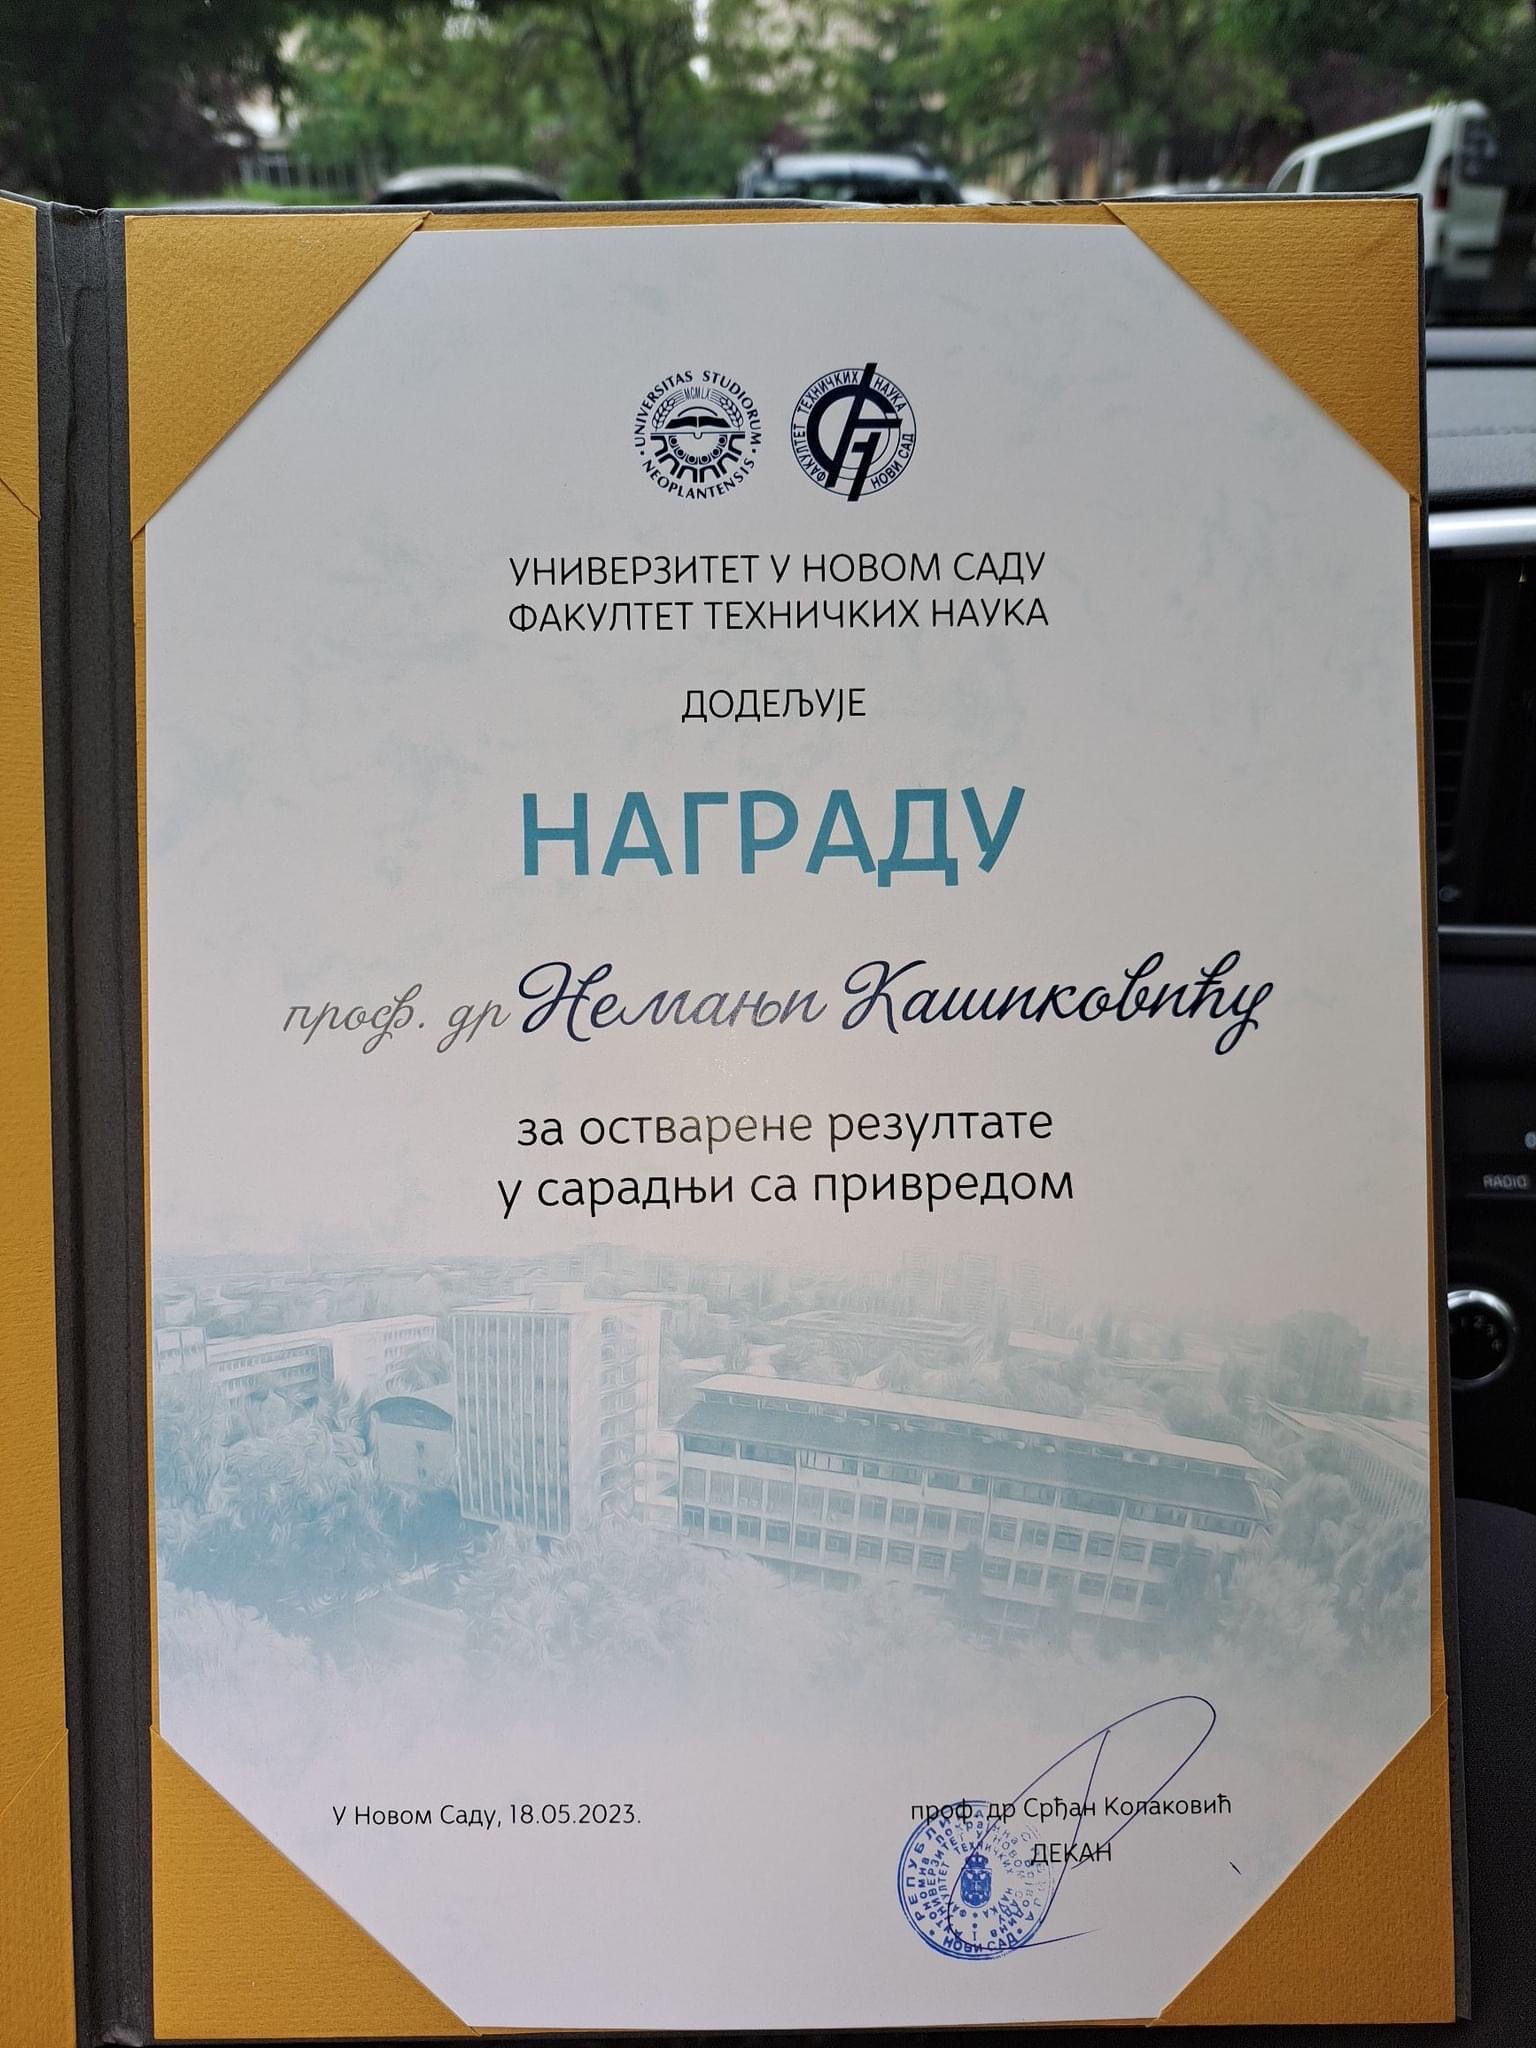 UNIVERSITAS STUDIORUM
MCMLX
NEOPLANTENSIS
ФАКУЛТЕТ ТЕХНИЧКИХ НАУКА
НОВИ САД
УНИВЕРЗИТЕТ У НОВОМ САДУ
ФАКУЛТЕТ ТЕХНИЧКИХ НАУКА
ДОДЕЉУЈЕ
НАГРАДУ
проф. др Немањи Кашиковићу
за остварене резултате
у сарадњи са привредом
У Новом Саду, 18.05.2023.
проф. др Срђан Колаковић
ДЕКАН
НОВИ САД
RADIO